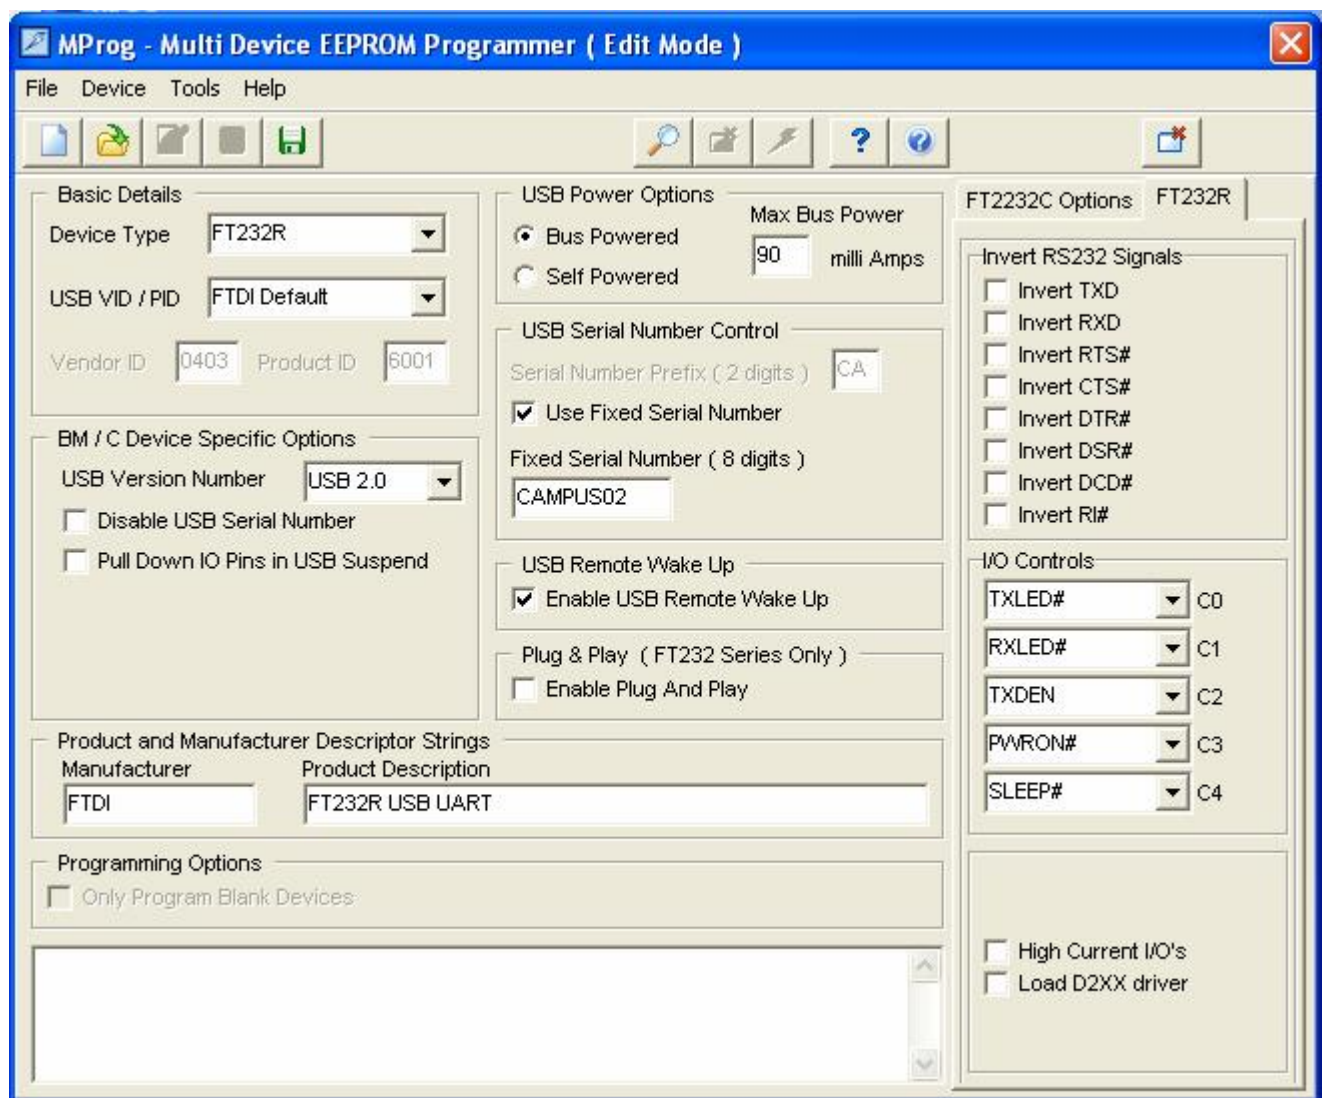 MProg - Multi Device EEPROM Programmer ( Edit Mode )
File Device Tools Help
Basic Details
Device Type FT232R
USB VID / PID FTDI Default
Vendor ID 0403 Product ID 6001
BM / C Device Specific Options
USB Version Number USB 2.0
Disable USB Serial Number
Pull Down IO Pins in USB Suspend
USB Power Options
Bus Powered
Self Powered
Max Bus Power
90 milli Amps
USB Serial Number Control
Serial Number Prefix ( 2 digits ) CA
Use Fixed Serial Number
Fixed Serial Number ( 8 digits )
CAMPUS02
USB Remote Wake Up
Enable USB Remote Wake Up
Plug & Play ( FT232 Series Only )
Enable Plug And Play
Product and Manufacturer Descriptor Strings
Manufacturer Product Description
FTDI FT232R USB UART
Programming Options
Only Program Blank Devices
FT2232C Options FT232R
Invert RS232 Signals
Invert TXD
Invert RXD
Invert RTS#
Invert CTS#
Invert DTR#
Invert DSR#
Invert DCD#
Invert RI#
I/O Controls
TXLED# C0
RXLED# C1
TXDEN C2
PWRON# C3
SLEEP# C4
High Current I/O's
Load D2XX driver